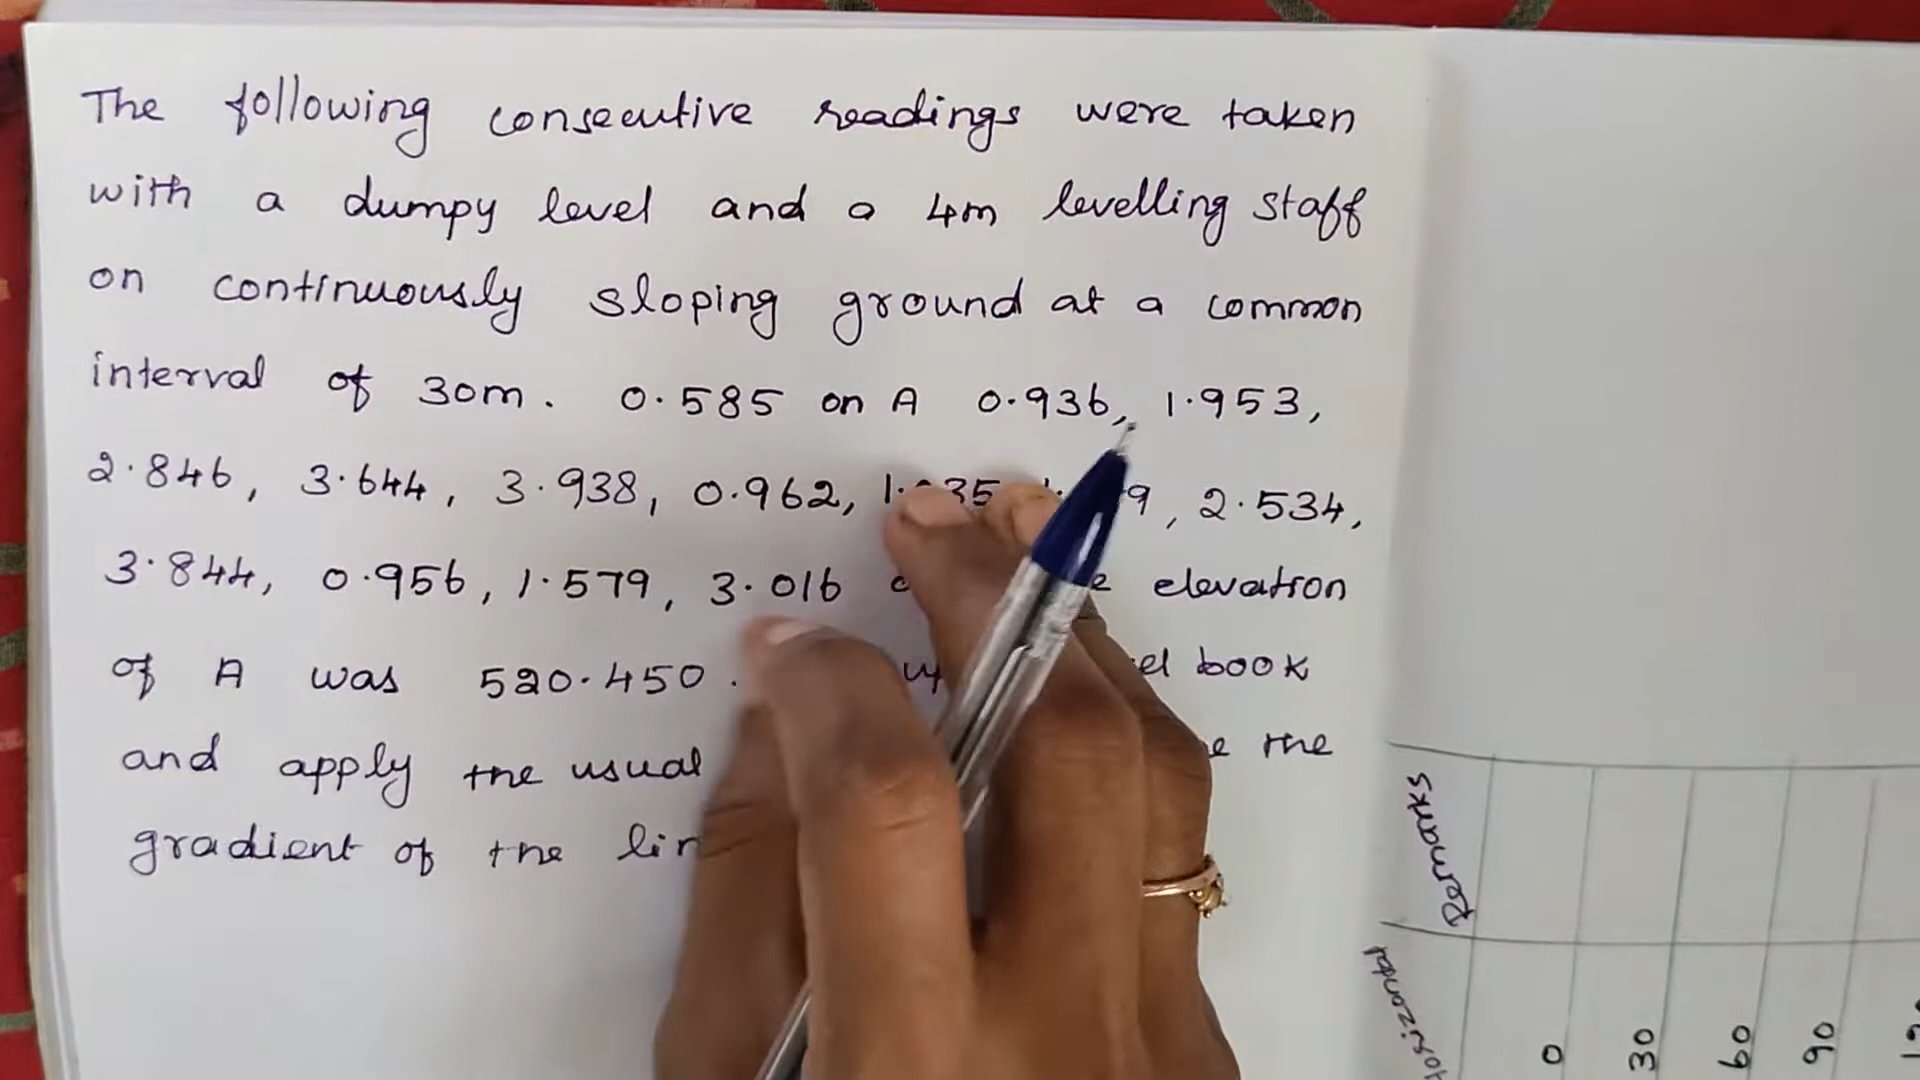 The following consecutive readings were taken
with a dumpy level and a 4m levelling staff
on continuously sloping ground at a common
interval of 30m. 0.585 on A 0.936, 1.953,
2.846, 3.644, 3.938, 0.962, 2.534,
3.844, 0.956, 1.579, 3.016 elevation
of A was 520.450. book
and apply the usual the
gradient of the
Remarks
0
30
60
90